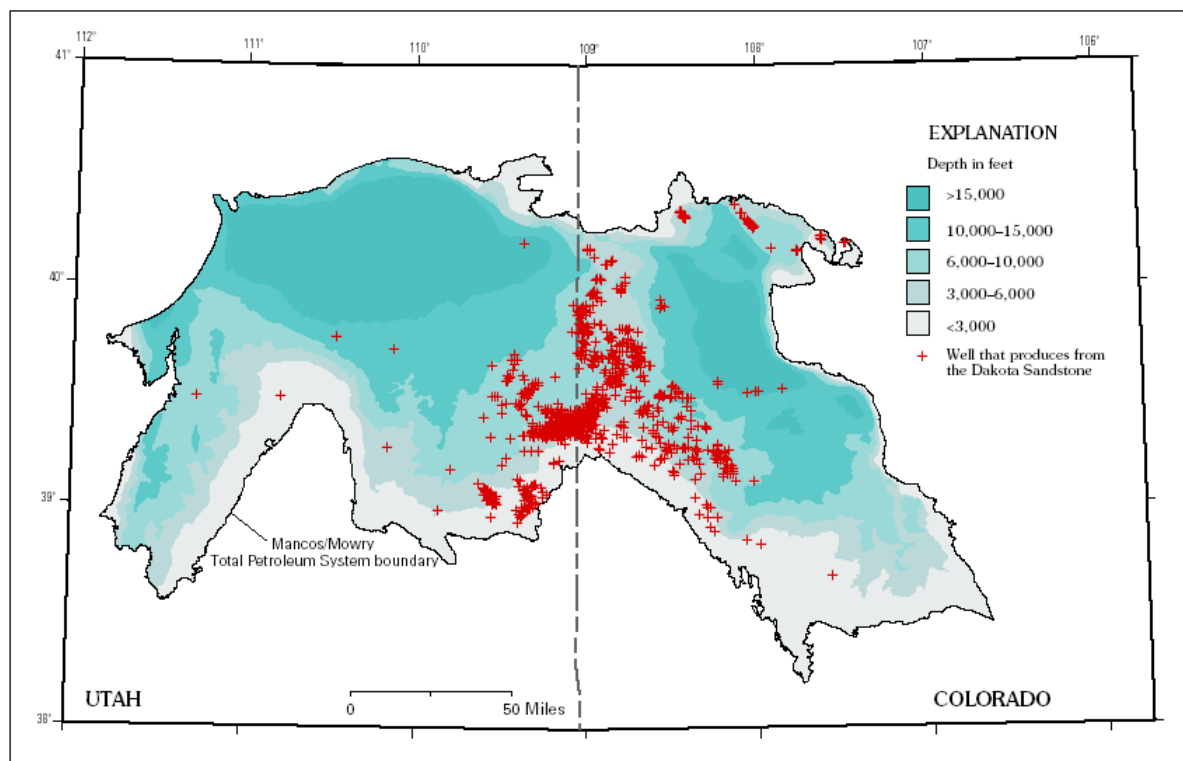 112°
111°
110°
109°
108°
107°
106°
41°
EXPLANATION
Depth in feet
>15,000
10,000–15,000
6,000–10,000
3,000–6,000
<3,000
Well that produces from
the Dakota Sandstone
40°
39°
Mancos/Mowry
Total Petroleum System boundary
UTAH
0
50 Miles
COLORADO
38°